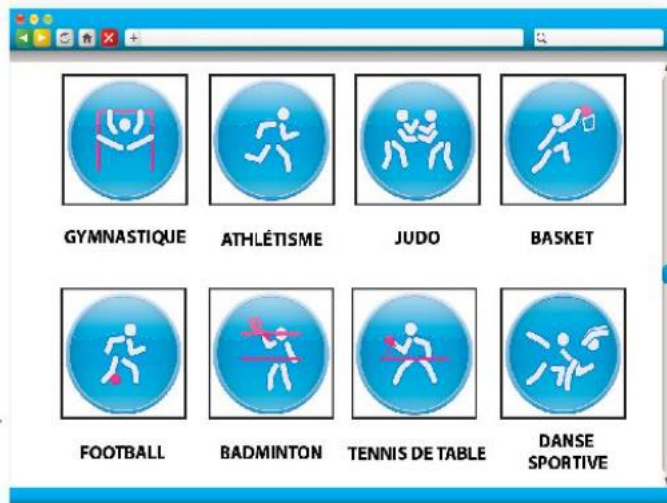 GYMNASTIQUE
ATHLÉTISME
JUDO
BASKET
FOOTBALL
BADMINTON
TENNIS DE TABLE
DANSE
SPORTIVE